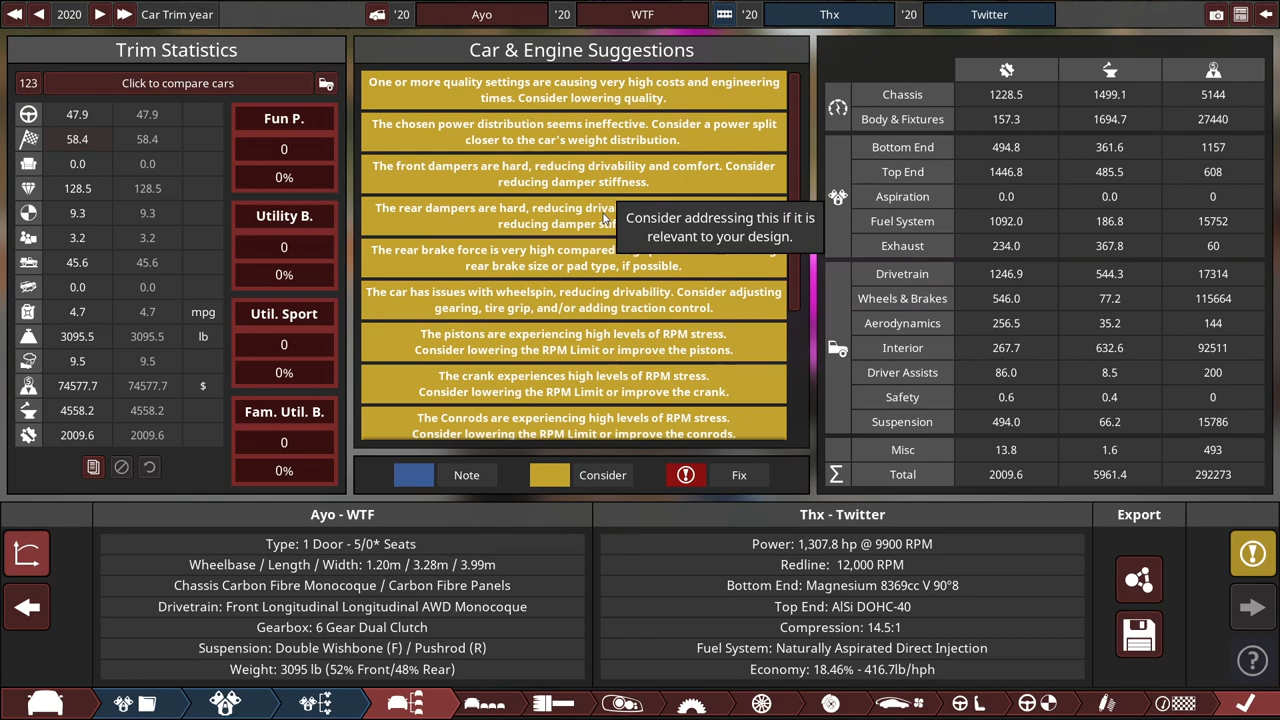 2020
Car Trim year
'20
Ayo
'20
WTF
'20
Thx
'20
Twitter
Trim Statistics
123
Click to compare cars
47.9 47.9
58.4 58.4
0.0 0.0
128.5 128.5
9.3 9.3
3.2 3.2
45.6 45.6
0.0 0.0
4.7 4.7 mpg
3095.5 3095.5 lb
9.5 9.5
74577.7 74577.7 $
4558.2 4558.2
2009.6 2009.6
Fun P.
0
0%
Utility B.
0
0%
Util. Sport
0
0%
Fam. Util. B.
0
0%
Car & Engine Suggestions
One or more quality settings are causing very high costs and engineering
times. Consider lowering quality.
The chosen power distribution seems ineffective. Consider a power split
closer to the car's weight distribution.
The front dampers are hard, reducing drivability and comfort. Consider
reducing damper stiffness.
The rear dampers are hard, reducing
reducing damper
Consider addressing this if it is
relevant to your design.
The rear brake force is very high compared
rear brake size or pad type, if possible.
The car has issues with wheelspin, reducing drivability. Consider adjusting
gearing, tire grip, and/or adding traction control.
The pistons are experiencing high levels of RPM stress.
Consider lowering the RPM Limit or improve the pistons.
The crank experiences high levels of RPM stress.
Consider lowering the RPM Limit or improve the crank.
The Conrods are experiencing high levels of RPM stress.
Consider lowering the RPM Limit or improve the conrods.
Note
Consider
Fix
Chassis 1228.5 1499.1 5144
Body & Fixtures 157.3 1694.7 27440
Bottom End 494.8 361.6 1157
Top End 1446.8 485.5 608
Aspiration 0.0 0.0 0
Fuel System 1092.0 186.8 1552
Exhaust 234.0 367.8 60
Drivetrain 1246.9 544.3 17314
Wheels & Brakes 546.0 77.2 115664
Aerodynamics 256.5 35.2 144
Interior 267.7 632.6 92511
Driver Assists 86.0 8.5 200
Safety 0.6 0.4 0
Suspension 494.0 66.2 15786
Misc 13.8 1.6 493
Σ Total 2009.6 5961.4 292273
Ayo - WTF
Type: 1 Door - 5/0* Seats
Wheelbase / Length / Width: 1.20m / 3.28m / 3.99m
Chassis Carbon Fibre Monocoque / Carbon Fibre Panels
Drivetrain: Front Longitudinal Longitudinal AWD Monocoque
Gearbox: 6 Gear Dual Clutch
Suspension: Double Wishbone (F) / Pushrod (R)
Weight: 3095 lb (52% Front/48% Rear)
Thx - Twitter
Power: 1,307.8 hp @ 9900 RPM
Redline: 12,000 RPM
Bottom End: Magnesium 8369cc V 90°8
Top End: AlSi DOHC-40
Compression: 14.5:1
Fuel System: Naturally Aspirated Direct Injection
Economy: 18.46% - 416.7lb/hph
Export